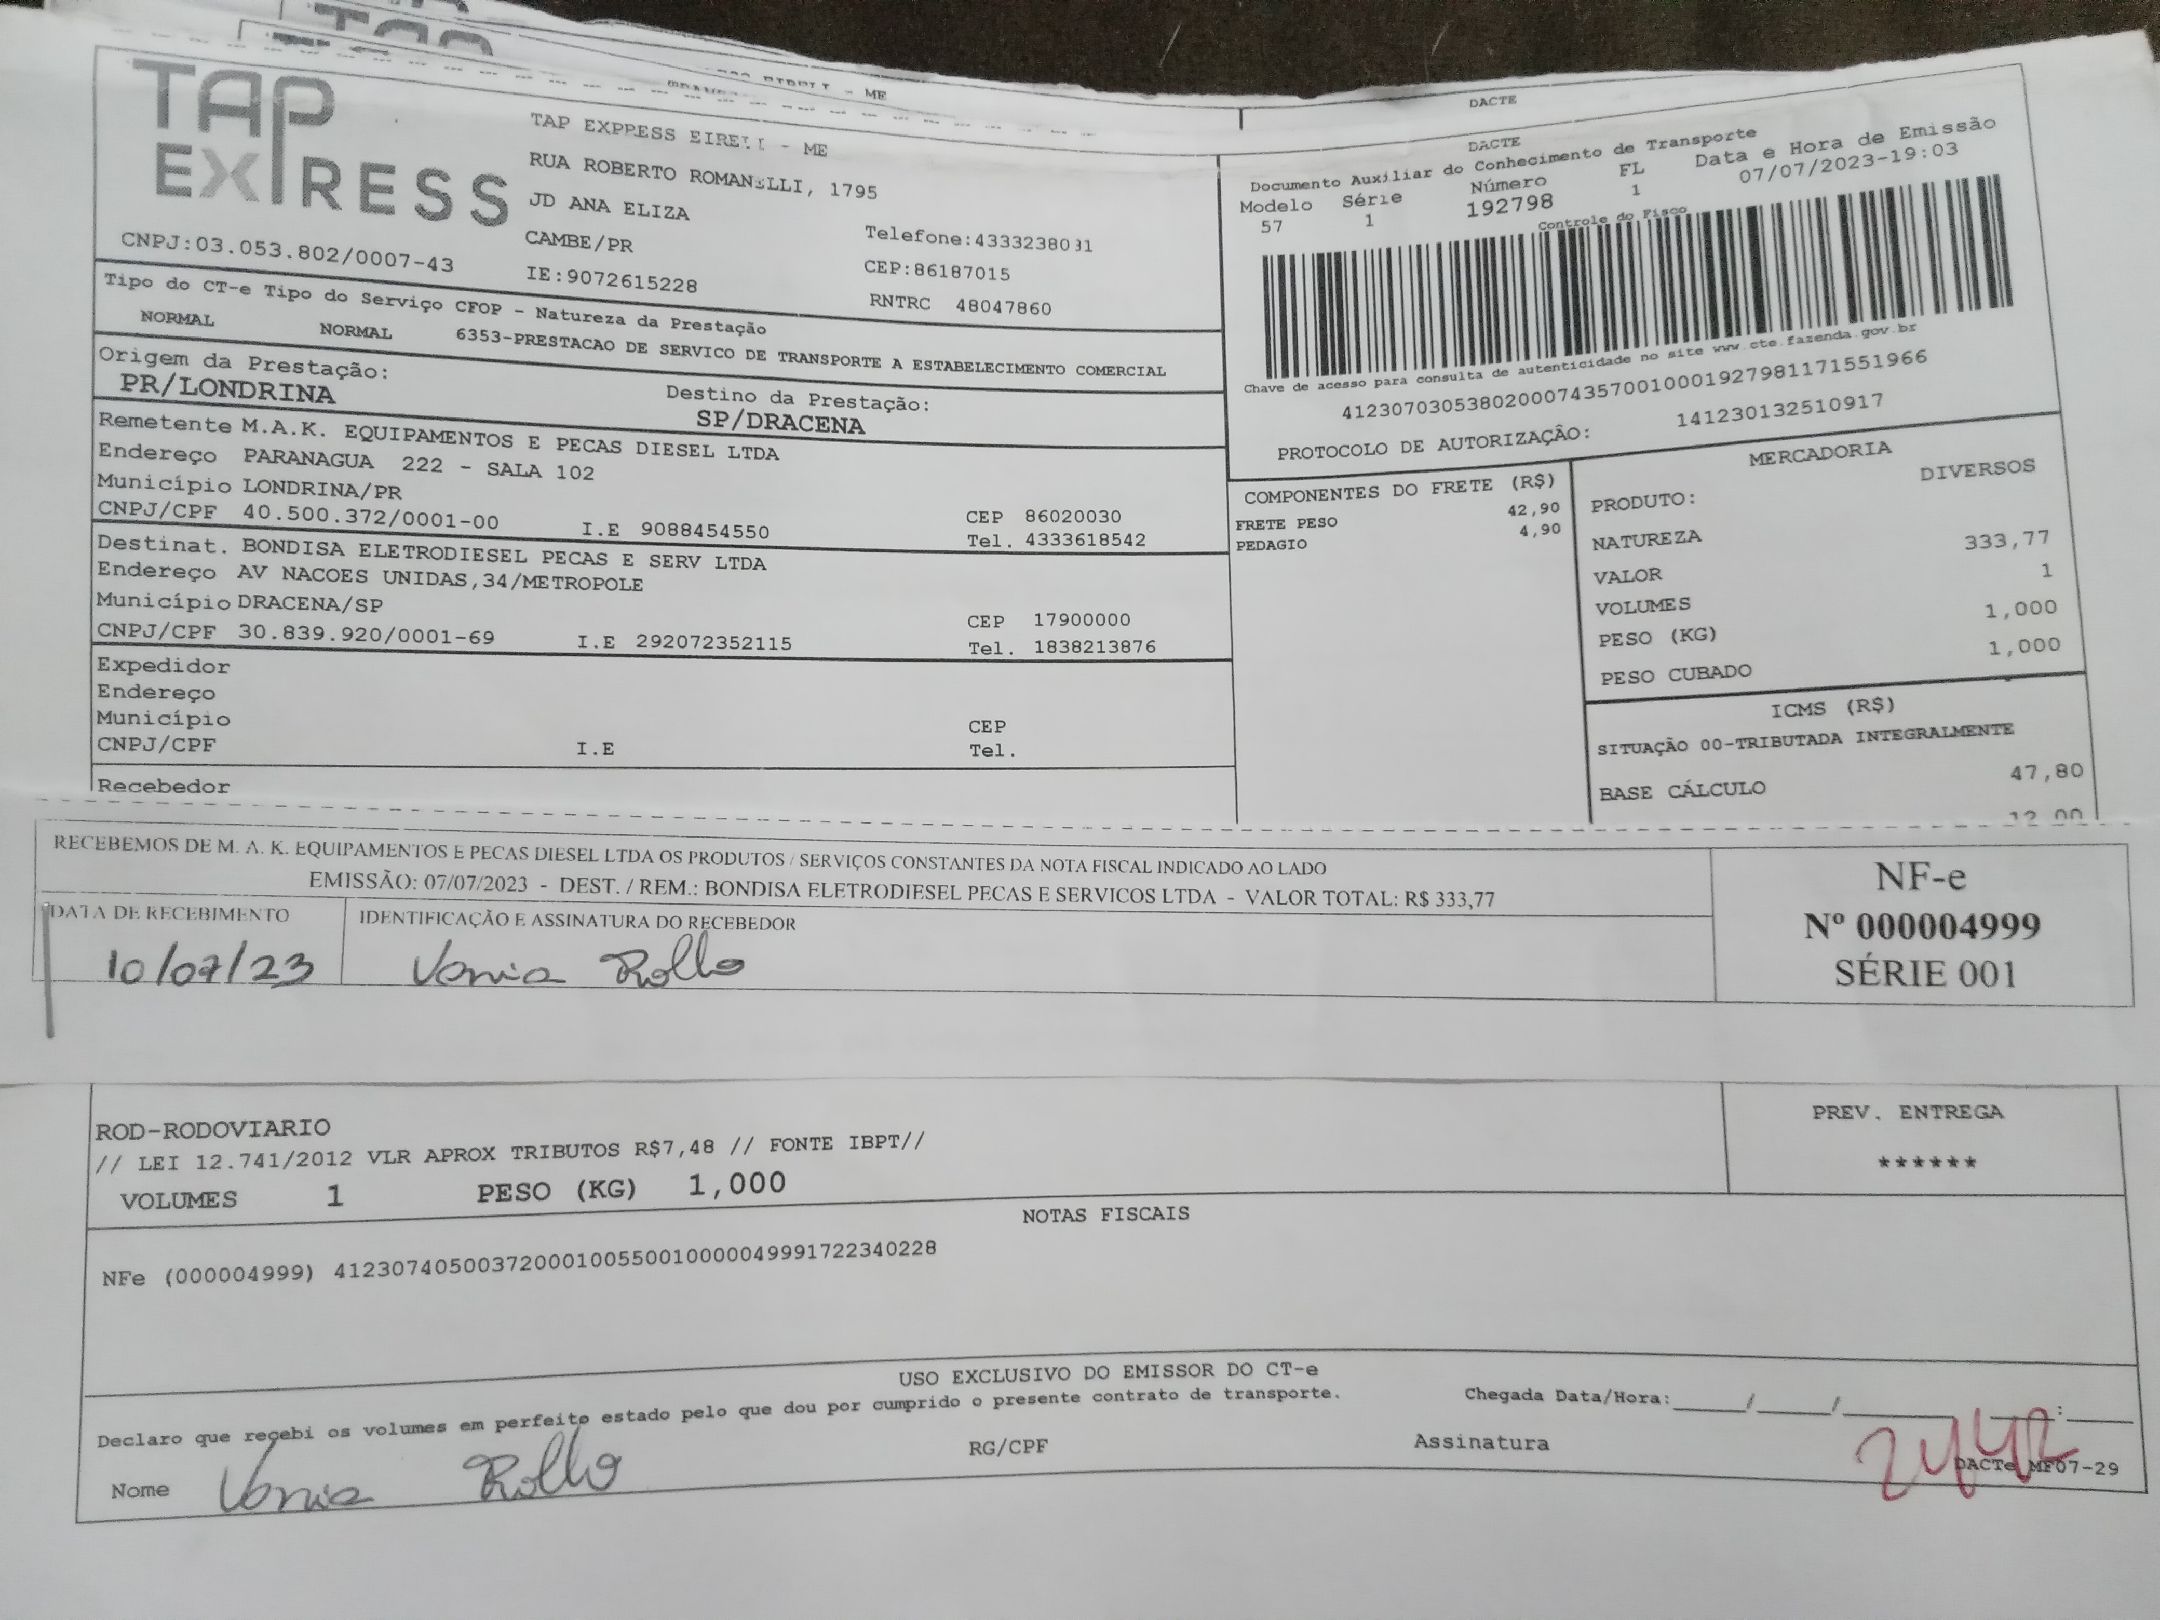 TAP
EXPRESS
- ME
TAP EXPPESS EIRELI - ME
RUA ROBERTO ROMANELLI, 1795
JD ANA ELIZA
CAMBE/PR
Telefone:4333238031
CNPJ:03.053.802/0007-43
IE:9072615228
CEP:86187015
RNTRC 48047860
Tipo do CT-e Tipo do Serviço CFOP - Natureza da Prestação
NORMAL NORMAL 6353-PRESTACAO DE SERVICO DE TRANSPORTE A ESTABELECIMENTO COMERCIAL
Origem da Prestação:
PR/LONDRINA
Destino da Prestação:
SP/DRACENA
Remetente M.A.K. EQUIPAMENTOS E PECAS DIESEL LTDA
Endereço PARANAGUA 222 - SALA 102
Município LONDRINA/PR
CEP 86020030
CNPJ/CPF 40.500.372/0001-00 I.E 9088454550 Tel. 4333618542
Destinat. BONDISA ELETRODIESEL PECAS E SERV LTDA
Endereço AV NACOES UNIDAS,34/METROPOLE
Município DRACENA/SP CEP 17900000
CNPJ/CPF 30.839.920/0001-69 I.E 292072352115 Tel. 1838213876
Expedidor
Endereço
Município CEP
CNPJ/CPF I.E Tel.
Recebedor
DACTE
DACTE
Documento Auxiliar do Conhecimento de Transporte
Modelo Série Número FL Data e Hora de Emissão
57 1 192798 1 07/07/2023-19:03
Controle do Fisco
Chave de acesso para consulta de autenticidade no site www.cte.fazenda.gov.br
41230703053802000743570010001927981171551966
PROTOCOLO DE AUTORIZAÇÃO: 141230132510917
COMPONENTES DO FRETE (R$)
FRETE PESO 42,90
PEDAGIO 4,90
MERCADORIA
PRODUTO: DIVERSOS
NATUREZA
VALOR 333,77
VOLUMES 1
PESO (KG) 1,000
PESO CUBADO 1,000
ICMS (R$)
SITUAÇÃO 00-TRIBUTADA INTEGRALMENTE
BASE CÁLCULO 47,80
12,00
RECEBEMOS DE M. A. K. EQUIPAMENTOS E PECAS DIESEL LTDA OS PRODUTOS / SERVIÇOS CONSTANTES DA NOTA FISCAL INDICADO AO LADO
EMISSÃO: 07/07/2023 - DEST. / REM.: BONDISA ELETRODIESEL PECAS E SERVICOS LTDA - VALOR TOTAL: R$ 333,77
DATA DE RECEBIMENTO
10/07/23
IDENTIFICAÇÃO E ASSINATURA DO RECEBEDOR
Vania Rollo
NF-e
Nº 000004999
SÉRIE 001
ROD-RODOVIARIO
// LEI 12.741/2012 VLR APROX TRIBUTOS R$7,48 // FONTE IBPT//
VOLUMES 1 PESO (KG) 1,000
PREV. ENTREGA
******
NOTAS FISCAIS
NFe (000004999) 41230740500372000100550010000049991722340228
USO EXCLUSIVO DO EMISSOR DO CT-e
Declaro que recebi os volumes em perfeito estado pelo que dou por cumprido o presente contrato de transporte.
Chegada Data/Hora:_____/_____/_________ _____:_____
Nome Vania Rollo RG/CPF Assinatura
DACTe MF07-29